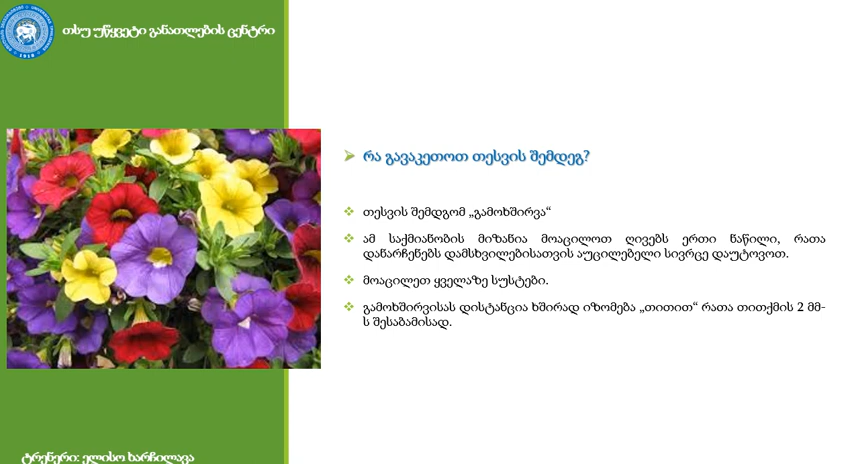 თსუ უწყვეტი განათლების ცენტრი
რა გავაკეთოთ თესვის შემდეგ?
თესვის შემდგომ „გამოხშირვა“
ამ საქმიანობის მიზანია მოაცილოთ ღივებს ერთი ნაწილი, რათა
დანარჩენებს დამსხვილებისათვის აუცილებელი სივრცე დაუტოვოთ.
მოაცილეთ ყველაზე სუსტები.
გამოხშირვისას დისტანცია ხშირად იზომება „თითით“ რათა თითქმის 2 მმ-
ს შესაბამისად.
ტრენერი: ელისო ხარჩილავა